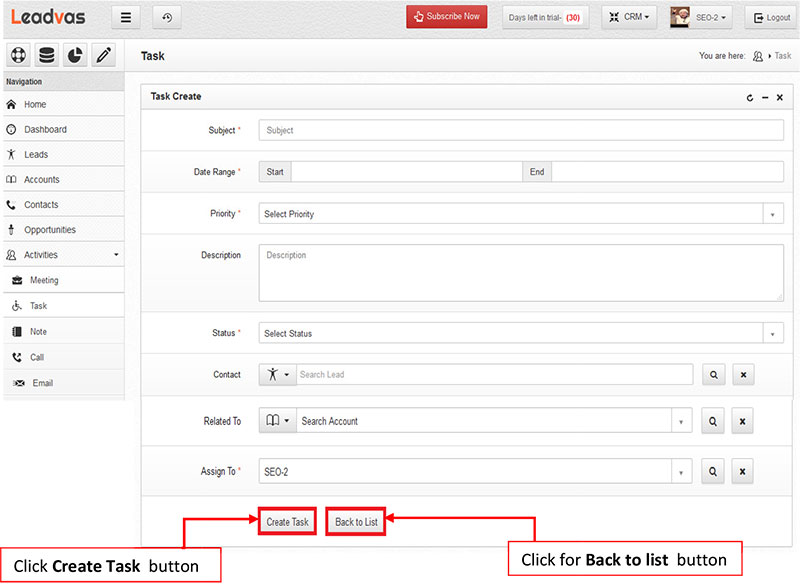 Leadvas
Subscribe Now
Days left in trial- (30)
CRM
SEO-2
Logout
Task
You are here:
Task
Navigation
Home
Dashboard
Leads
Accounts
Contacts
Opportunities
Activities
Meeting
Task
Note
Call
Email
Task Create
Subject *
Subject
Date Range *
Start
End
Priority *
Select Priority
Description
Description
Status *
Select Status
Contact
Search Lead
Related To
Search Account
Assign To *
SEO-2
Create Task
Back to List
Click Create Task button
Click for Back to list button